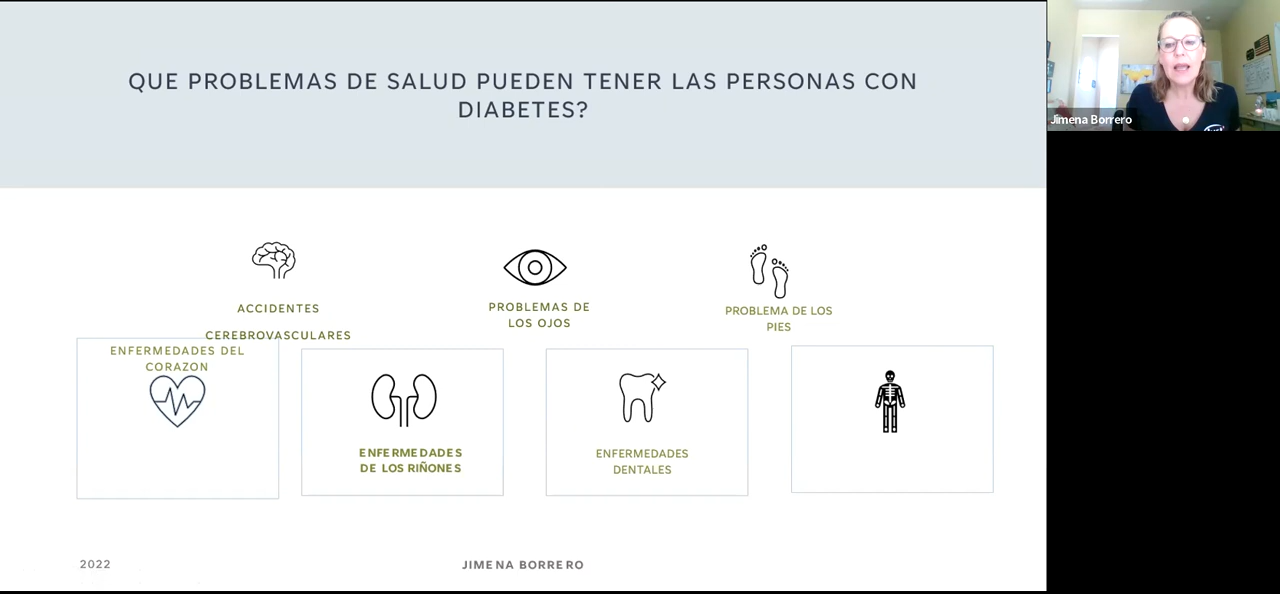 QUE PROBLEMAS DE SALUD PUEDEN TENER LAS PERSONAS CON
DIABETES?
Jimena Borrero
ACCIDENTES
CEREBROVASCULARES
PROBLEMAS DE
LOS OJOS
PROBLEMA DE LOS
PIES
ENFERMEDADES DEL
CORAZON
ENFERMEDADES
DE LOS RIÑONES
ENFERMEDADES
DENTALES
2022
JIMENA BORRERO